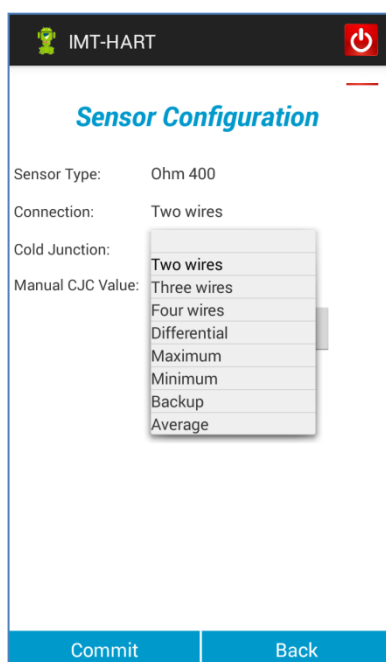 IMT-HART
Sensor Configuration
Sensor Type: Ohm 400
Connection: Two wires
Cold Junction:
Manual CJC Value:
Two wires
Three wires
Four wires
Differential
Maximum
Minimum
Backup
Average
Commit Back